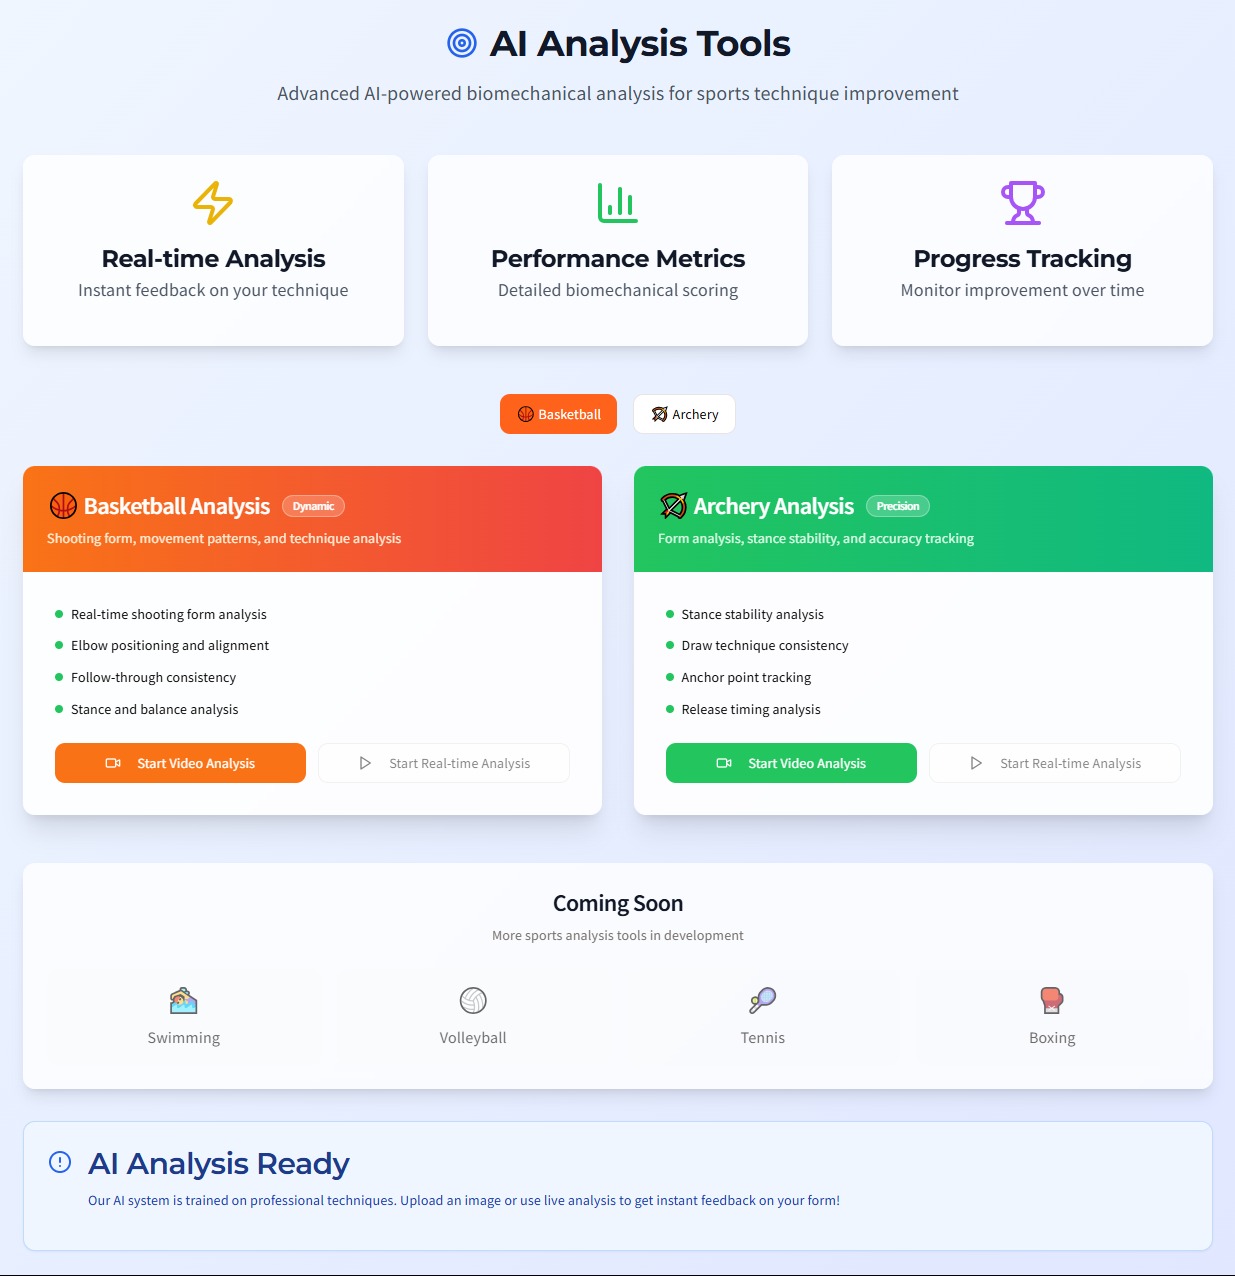 AI Analysis Tools
Advanced AI-powered biomechanical analysis for sports technique improvement
Real-time Analysis
Instant feedback on your technique
Performance Metrics
Detailed biomechanical scoring
Progress Tracking
Monitor improvement over time
Basketball
Archery
Basketball Analysis
Dynamic
Shooting form, movement patterns, and technique analysis
Real-time shooting form analysis
Elbow positioning and alignment
Follow-through consistency
Stance and balance analysis
Start Video Analysis
Start Real-time Analysis
Archery Analysis
Precision
Form analysis, stance stability, and accuracy tracking
Stance stability analysis
Draw technique consistency
Anchor point tracking
Release timing analysis
Start Video Analysis
Start Real-time Analysis
Coming Soon
More sports analysis tools in development
Swimming
Volleyball
Tennis
Boxing
AI Analysis Ready
Our AI system is trained on professional techniques. Upload an image or use live analysis to get instant feedback on your form!